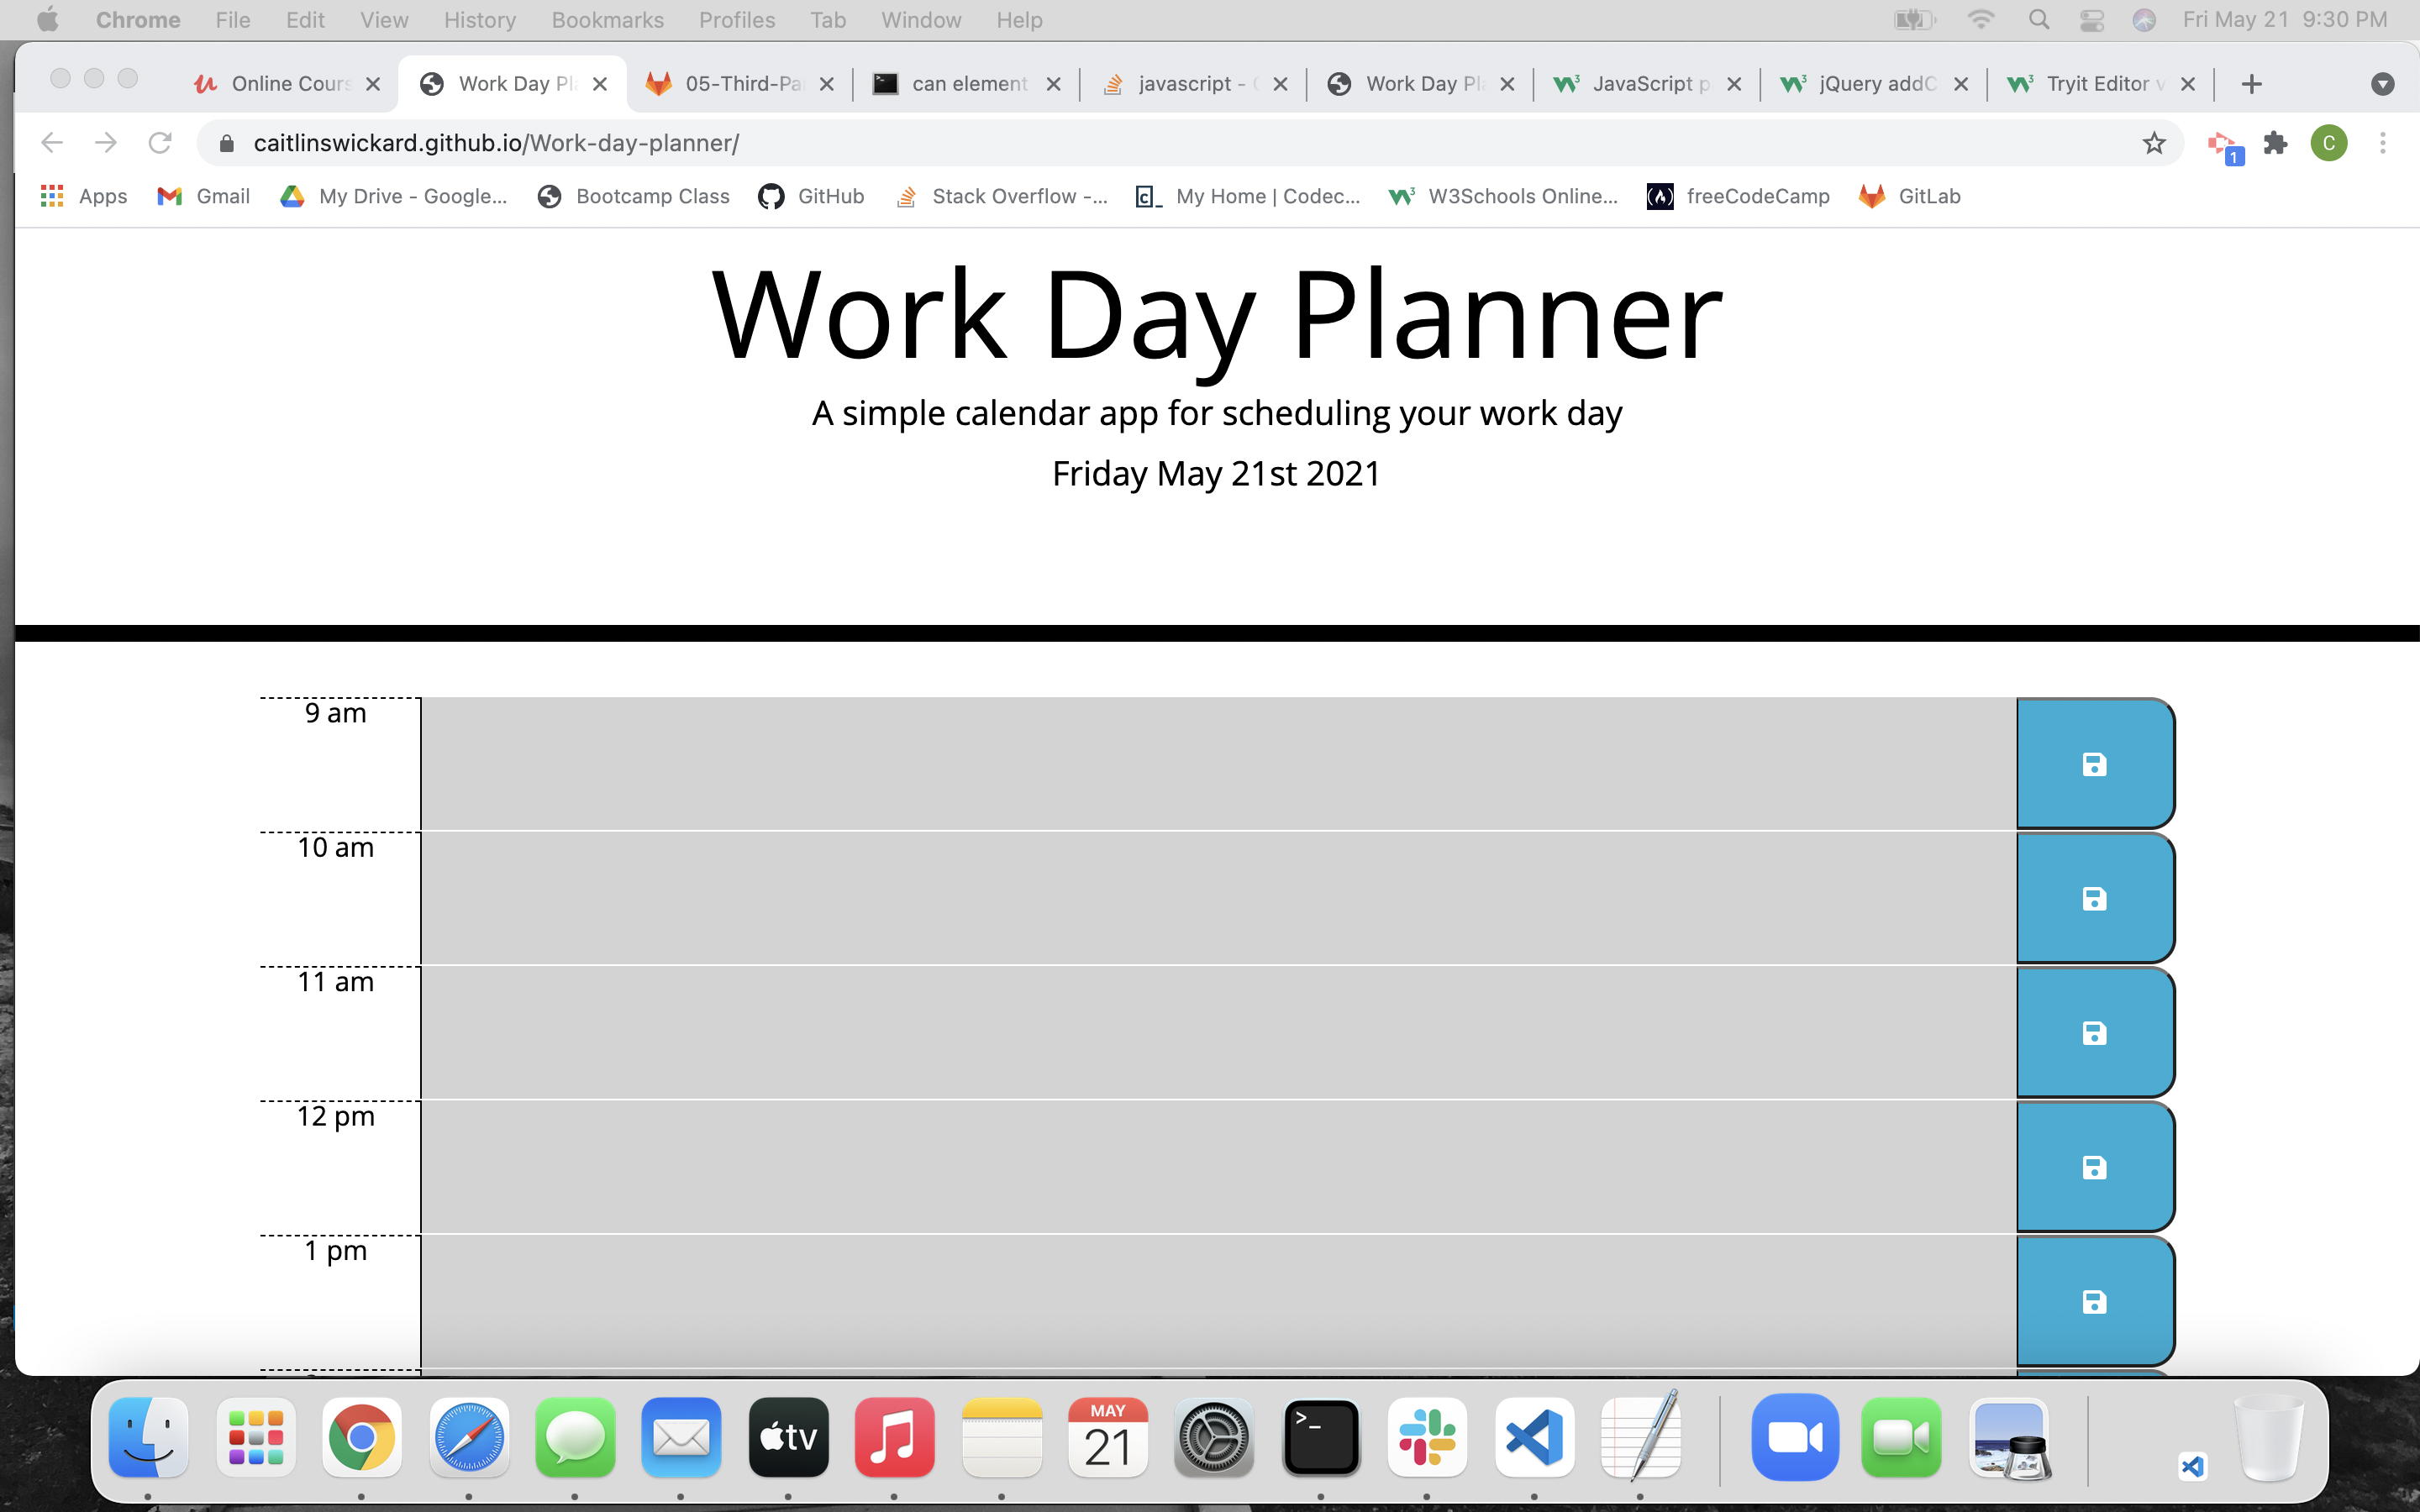 Chrome File Edit View History Bookmarks Profiles Tab Window Help Fri May 21 9:30 PM
Online Cours Work Day Pl 05-Third-Pa can element javascript - Work Day Pl JavaScript p jQuery addC Tryit Editor v
caitlinswickard.github.io/Work-day-planner/ 1 C
Apps Gmail My Drive - Google... Bootcamp Class GitHub Stack Overflow -... My Home | Codec... W3Schools Online... freeCodeCamp GitLab
Work Day Planner
A simple calendar app for scheduling your work day
Friday May 21st 2021
9 am
10 am
11 am
12 pm
1 pm
tv MAY
21